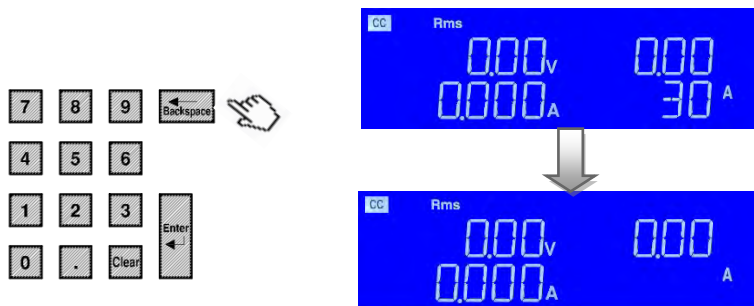 7 8 9 Backspace
4 5 6
1 2 3 Enter
0 . Clear
CC Rms
0.00V 0.00
0.000A 30 A
CC Rms
0.00V 0.00
0.000A A